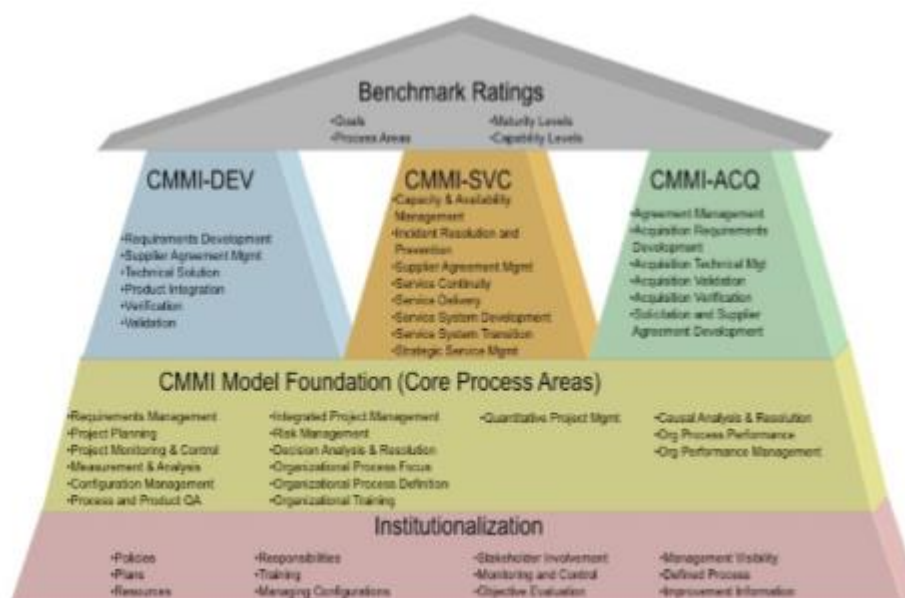 Benchmark Ratings
•Goals
•Process Areas
•Maturity Levels
•Capability Levels
CMMI-DEV
•Requirements Development
•Supplier Agreement Mgmt
•Technical Solution
•Product Integration
•Verification
•Validation
CMMI-SVC
•Capacity & Availability
Management
•Incident Resolution and
Prevention
•Supplier Agreement Mgmt
•Service Continuity
•Service Delivery
•Service System Development
•Service System Transition
•Strategic Service Mgmt
CMMI-ACQ
•Agreement Management
•Acquisition Requirements
Development
•Acquisition Technical Mgt
•Acquisition Validation
•Acquisition Verification
•Solicitation and Supplier
Agreement Development
CMMI Model Foundation (Core Process Areas)
•Requirements Management
•Project Planning
•Project Monitoring & Control
•Measurement & Analysis
•Configuration Management
•Process and Product QA
•Integrated Project Management
•Risk Management
•Decision Analysis & Resolution
•Organizational Process Focus
•Organizational Process Definition
•Organizational Training
•Quantitative Project Mgmt
•Causal Analysis & Resolution
•Org Process Performance
•Org Performance Management
Institutionalization
•Policies
•Plans
•Resources
•Responsibilities
•Training
•Managing Configurations
•Stakeholder Involvement
•Monitoring and Control
•Objective Evaluation
•Management Visibility
•Defined Process
•Improvement Information